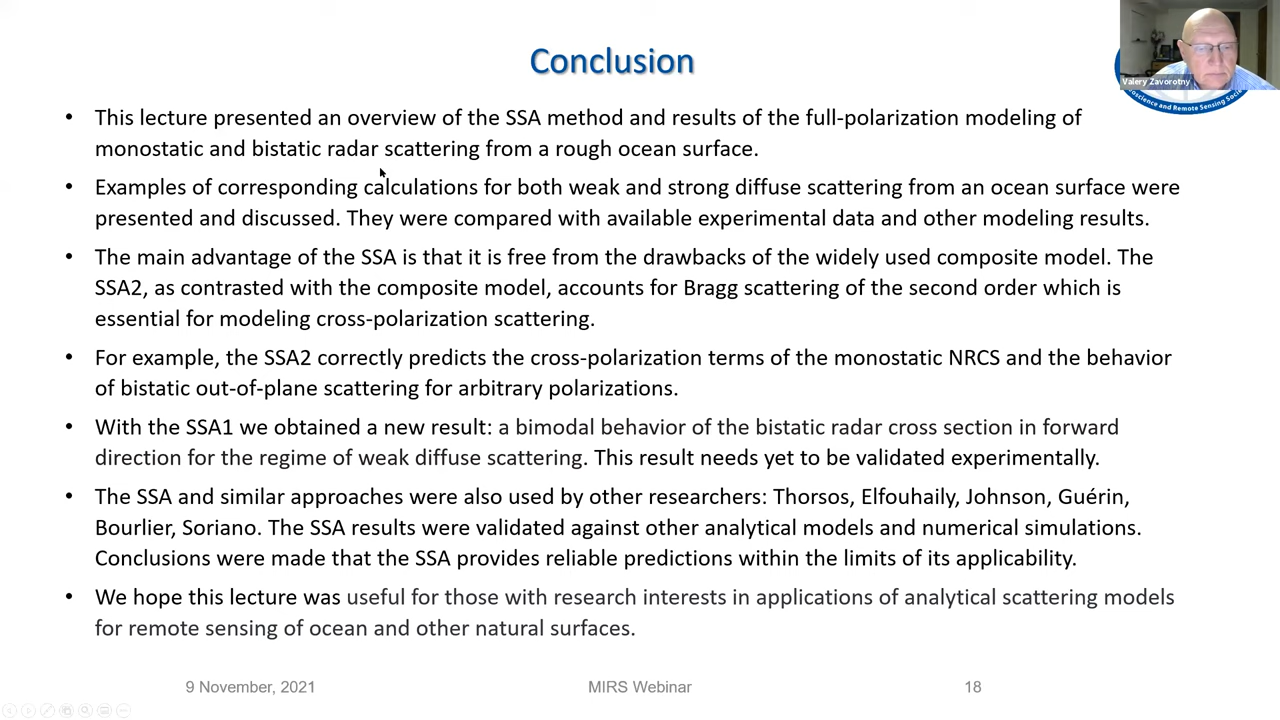 Conclusion
Valery Zavorotny
oscience and Remote Sensing Socie
• This lecture presented an overview of the SSA method and results of the full-polarization modeling of
monostatic and bistatic radar scattering from a rough ocean surface.
• Examples of corresponding calculations for both weak and strong diffuse scattering from an ocean surface were
presented and discussed. They were compared with available experimental data and other modeling results.
• The main advantage of the SSA is that it is free from the drawbacks of the widely used composite model. The
SSA2, as contrasted with the composite model, accounts for Bragg scattering of the second order which is
essential for modeling cross-polarization scattering.
• For example, the SSA2 correctly predicts the cross-polarization terms of the monostatic NRCS and the behavior
of bistatic out-of-plane scattering for arbitrary polarizations.
• With the SSA1 we obtained a new result: a bimodal behavior of the bistatic radar cross section in forward
direction for the regime of weak diffuse scattering. This result needs yet to be validated experimentally.
• The SSA and similar approaches were also used by other researchers: Thorsos, Elfouhaily, Johnson, Guérin,
Bourlier, Soriano. The SSA results were validated against other analytical models and numerical simulations.
Conclusions were made that the SSA provides reliable predictions within the limits of its applicability.
• We hope this lecture was useful for those with research interests in applications of analytical scattering models
for remote sensing of ocean and other natural surfaces.
9 November, 2021
MIRS Webinar
18